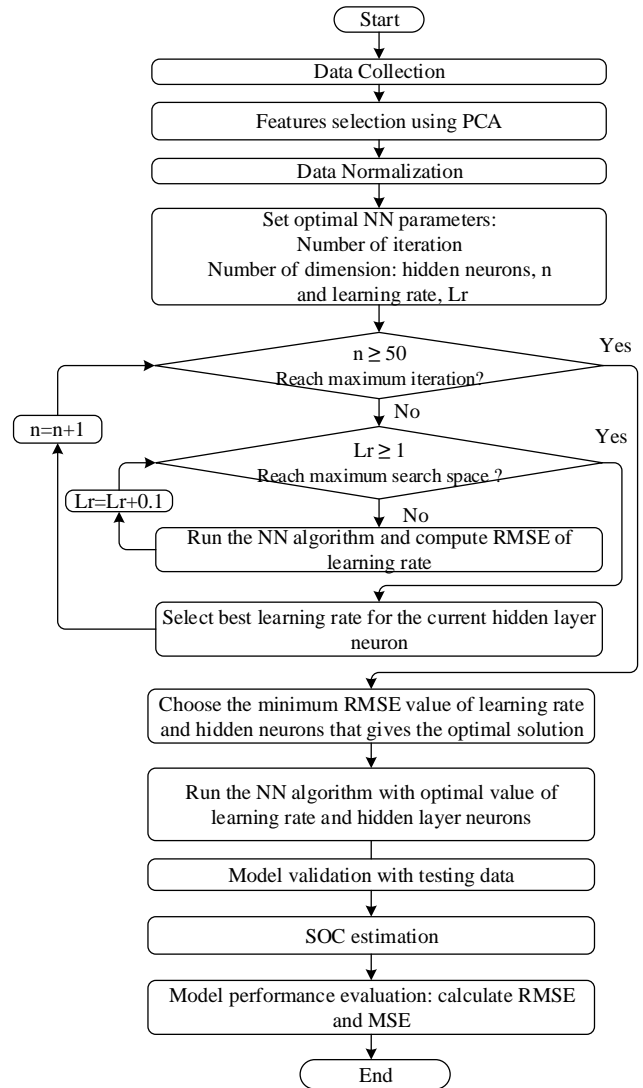 Start
Data Collection
Features selection using PCA
Data Normalization
Set optimal NN parameters:
Number of iteration
Number of dimension: hidden neurons, n
and learning rate, Lr
n ≥ 50
Reach maximum iteration?
Yes
No
n=n+1
Lr ≥ 1
Reach maximum search space ?
Yes
No
Lr=Lr+0.1
Run the NN algorithm and compute RMSE of
learning rate
Select best learning rate for the current hidden layer
neuron
Choose the minimum RMSE value of learning rate
and hidden neurons that gives the optimal solution
Run the NN algorithm with optimal value of
learning rate and hidden layer neurons
Model validation with testing data
SOC estimation
Model performance evaluation: calculate RMSE
and MSE
End